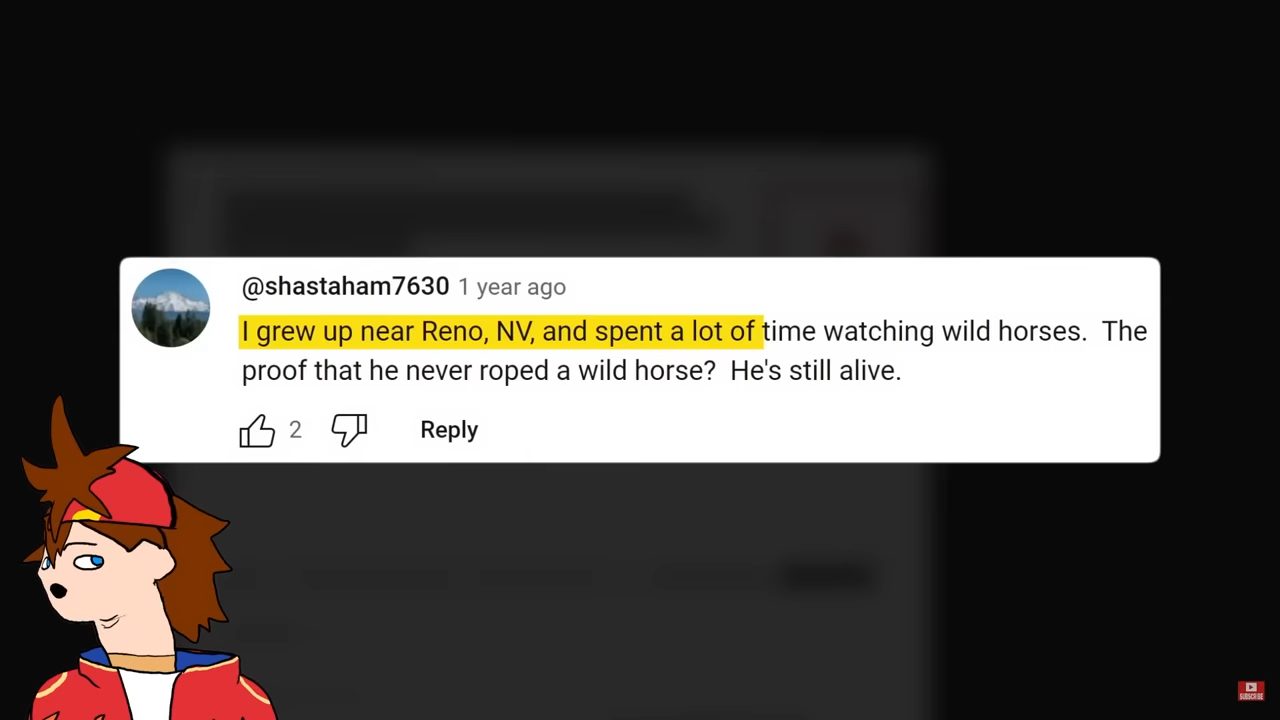 @shastaham7630 1 year ago
I grew up near Reno, NV, and spent a lot of time watching wild horses.  The
proof that he never roped a wild horse?  He's still alive.
2
Reply
SUBSCRIBE